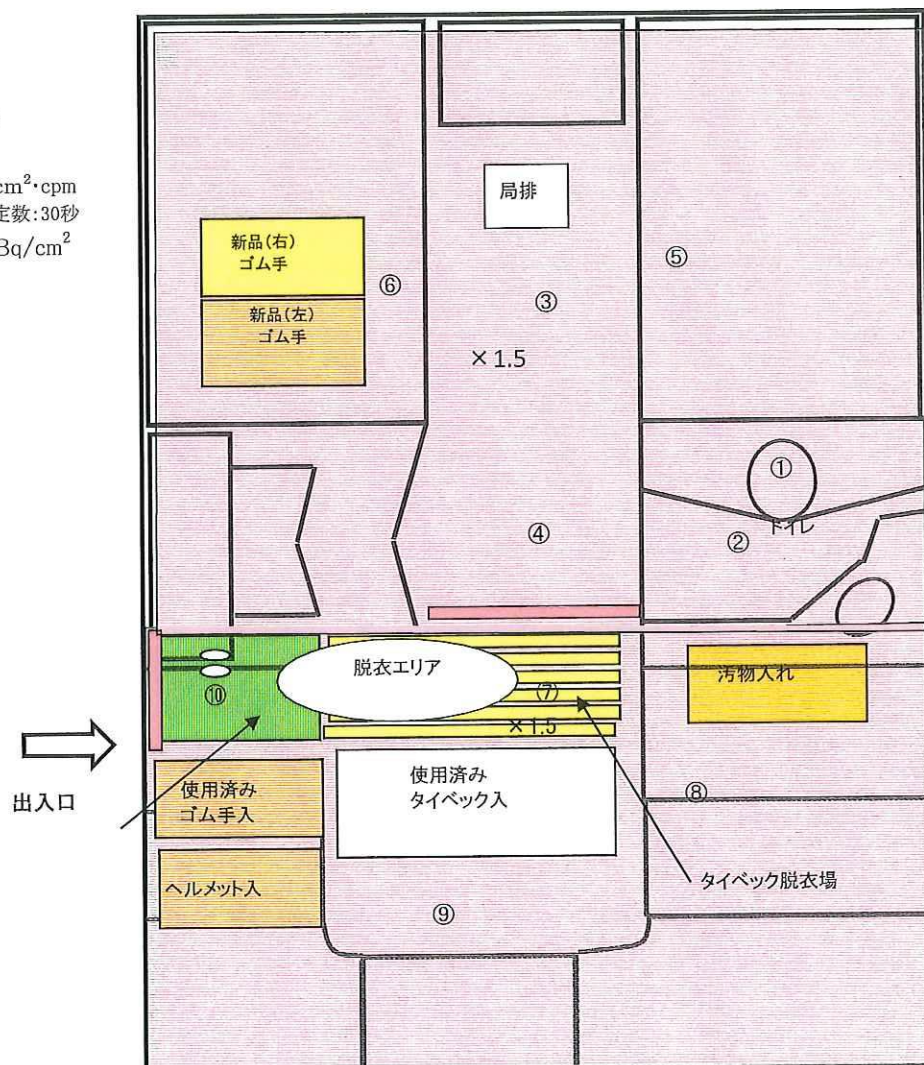 cm²・cpm
定数:30秒
Bq/cm²
局排
新品(右)
ゴム手
新品(左)
ゴム手
⑥
③
⑤
×1.5
①
トイレ
②
④
脱衣エリア
⑩
(7)
×1.5
汚物入れ
出入口
使用済み
ゴム手入
使用済み
タイベック入
⑧
ヘルメット入
タイベック脱衣場
⑨